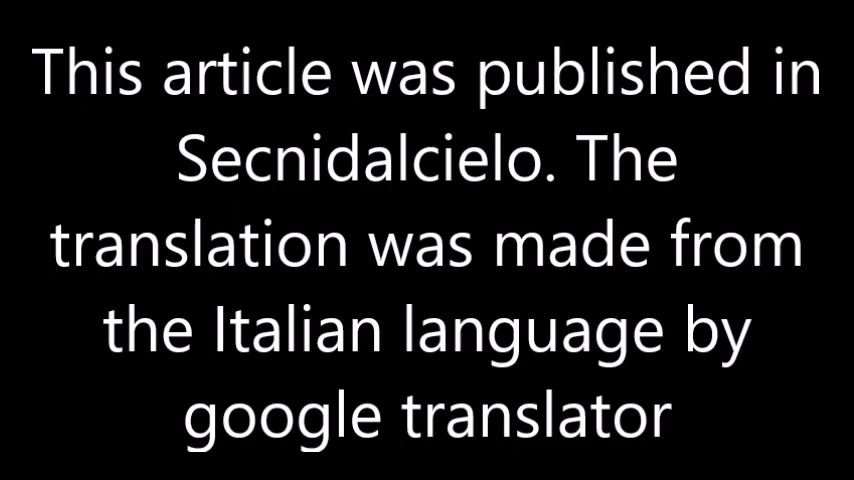 This article was published in
Secnidalcielo. The
translation was made from
the Italian language by
google translator